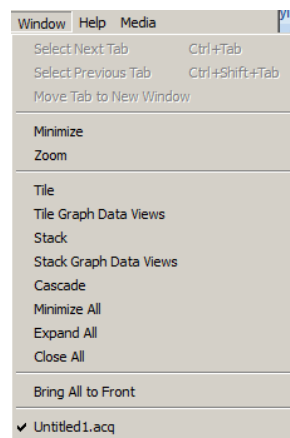 Window Help Media
Select Next Tab Ctrl+Tab
Select Previous Tab Ctrl+Shift+Tab
Move Tab to New Window
Minimize
Zoom
Tile
Tile Graph Data Views
Stack
Stack Graph Data Views
Cascade
Minimize All
Expand All
Close All
Bring All to Front
Untitled1.acq